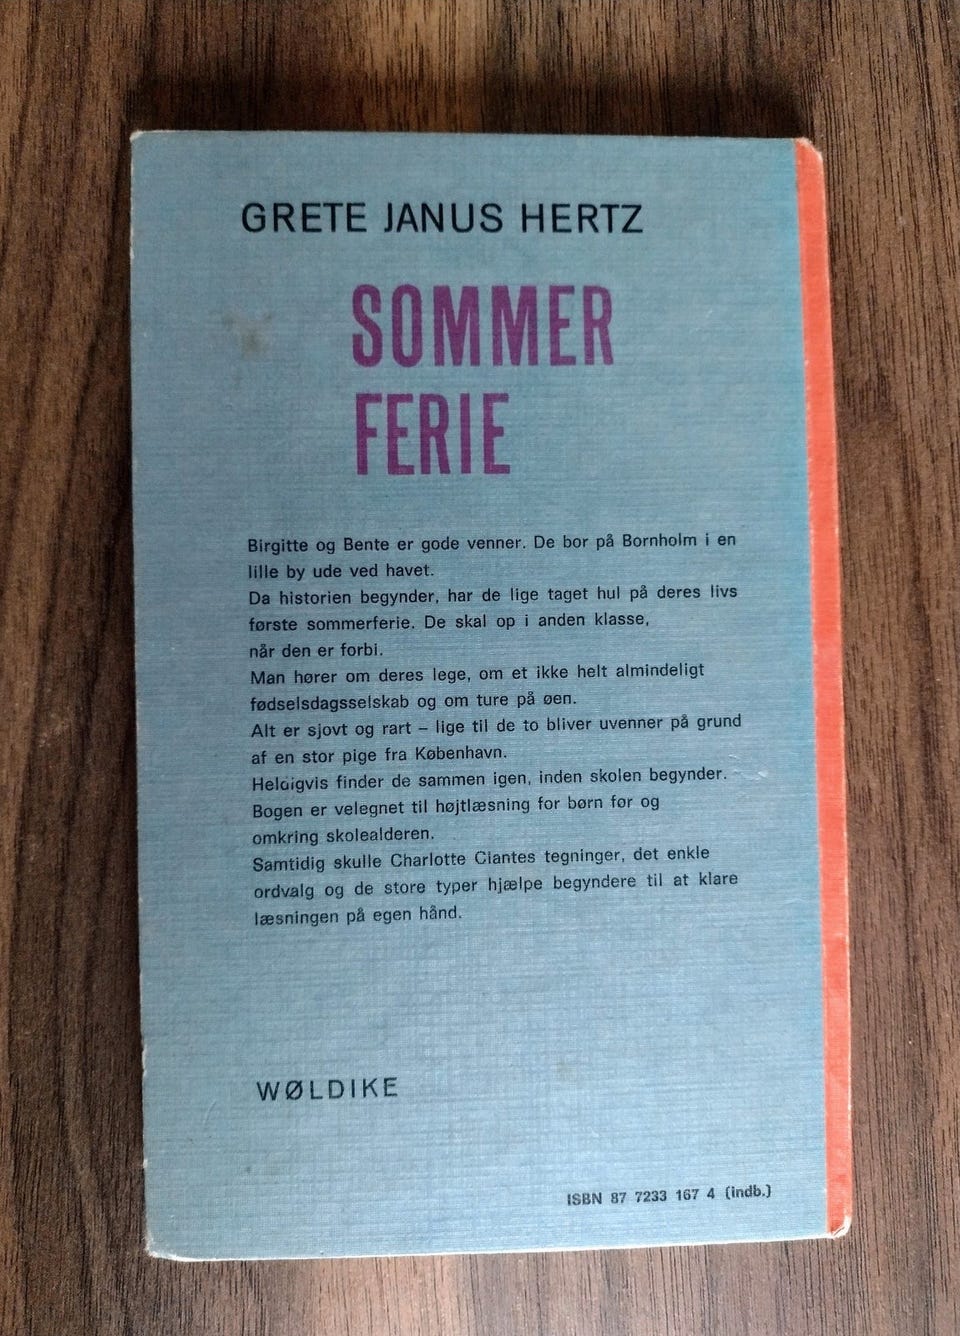 GRETE JANUS HERTZ
SOMMER
FERIE
Birgitte og Bente er gode venner. De bor på Bornholm i en
lille by ude ved havet.
Da historien begynder, har de lige taget hul på deres livs
første sommerferie. De skal op i anden klasse,
når den er forbi.
Man hører om deres lege, om et ikke helt almindeligt
fødselsdagsselskab og om ture på øen.
Alt er sjovt og rart – lige til de to bliver uvenner på grund
af en stor pige fra København.
Heldigvis finder de sammen igen, inden skolen begynder.
Bogen er velegnet til højtlæsning for børn før og
omkring skolealderen.
Samtidig skulle Charlotte Clantes tegninger, det enkle
ordvalg og de store typer hjælpe begyndere til at klare
læsningen på egen hånd.
WØLDIKE
ISBN 87 7233 167 4 (indb.)